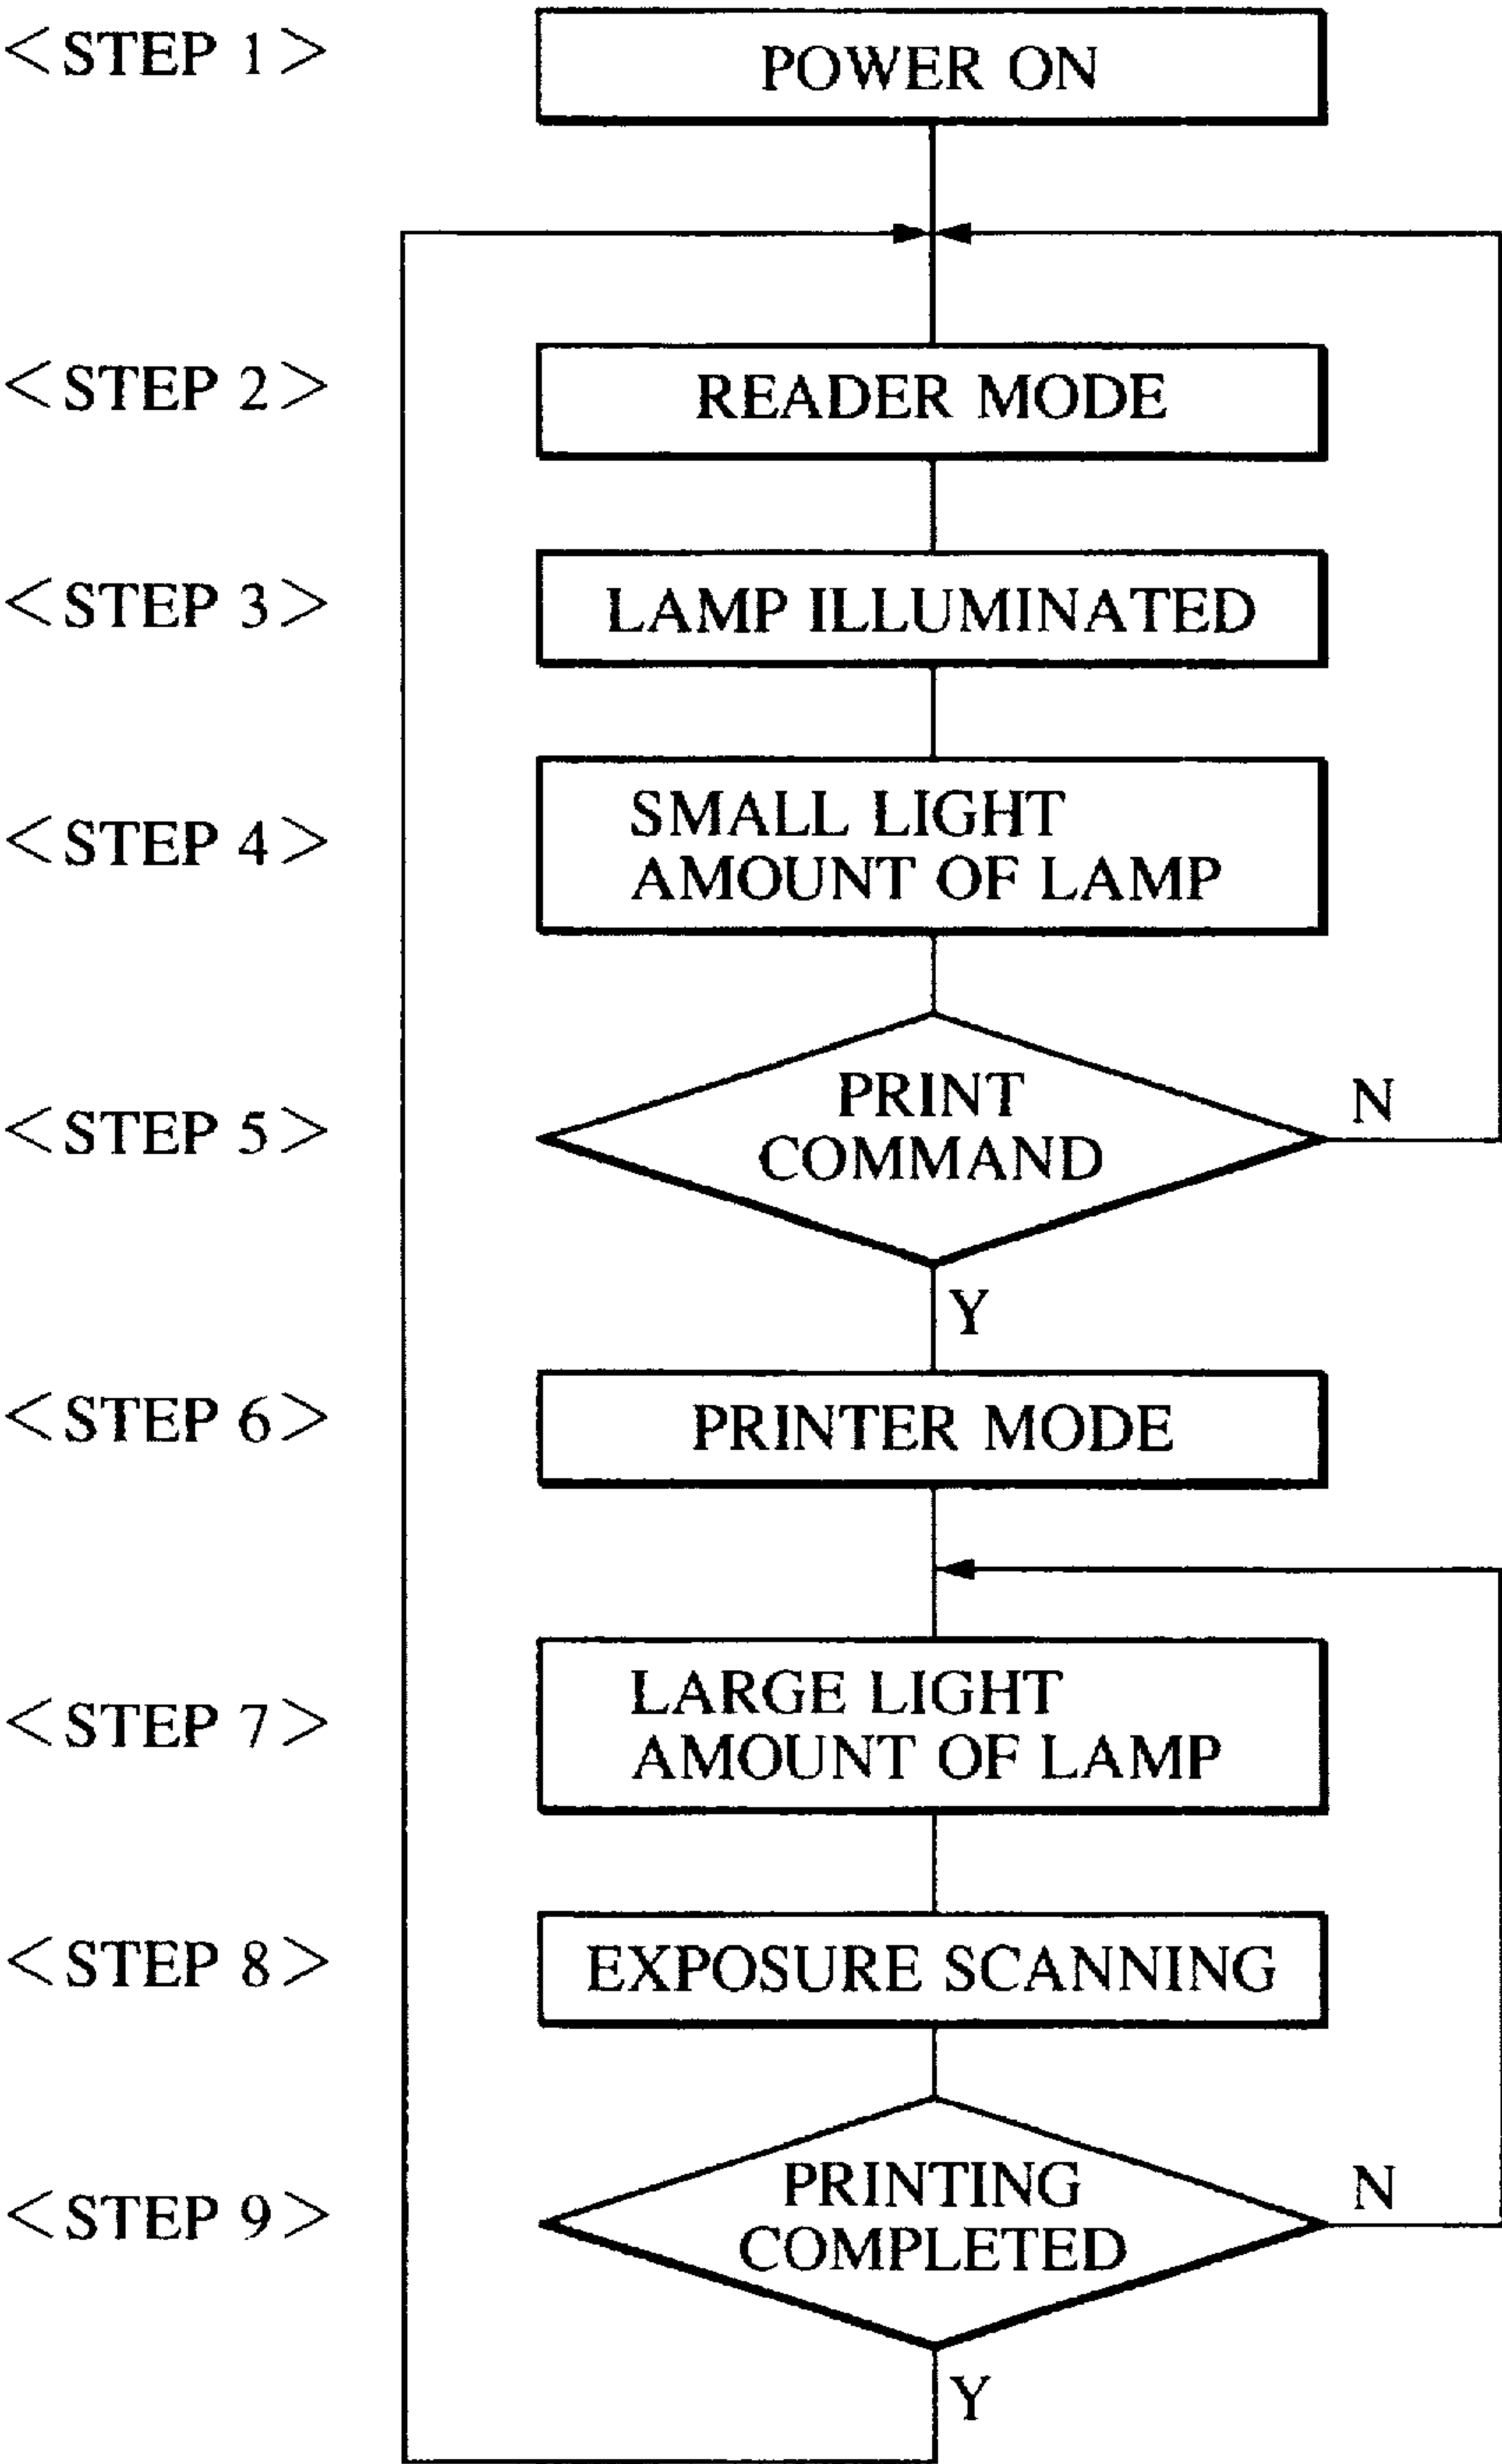 <STEP 1>
POWER ON
<STEP 2>
READER MODE
<STEP 3>
LAMP ILLUMINATED
<STEP 4>
SMALL LIGHT
AMOUNT OF LAMP
<STEP 5>
PRINT
COMMAND
N
Y
<STEP 6>
PRINTER MODE
<STEP 7>
LARGE LIGHT
AMOUNT OF LAMP
<STEP 8>
EXPOSURE SCANNING
<STEP 9>
PRINTING
COMPLETED
N
Y